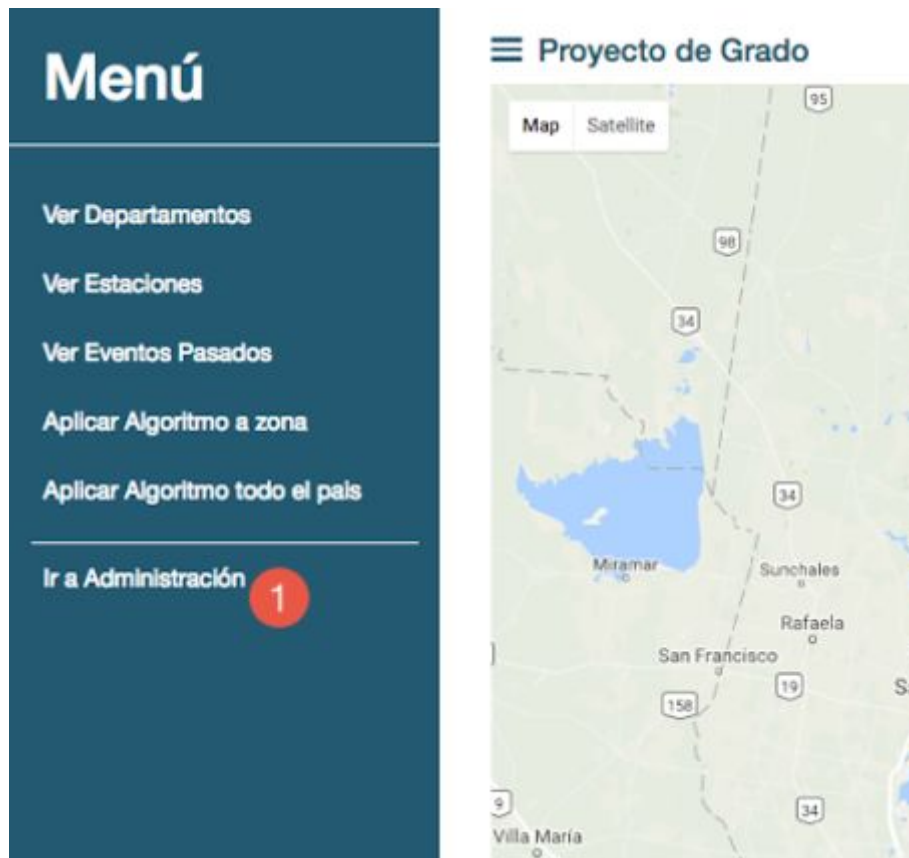 Menú
Ver Departamentos
Ver Estaciones
Ver Eventos Pasados
Aplicar Algoritmo a zona
Aplicar Algoritmo todo el pais
Ir a Administración
1
Proyecto de Grado
Map Satellite
95
98
34
34
Miramar
Sunchales
Rafaela
San Francisco
19
158
34
9
Villa María